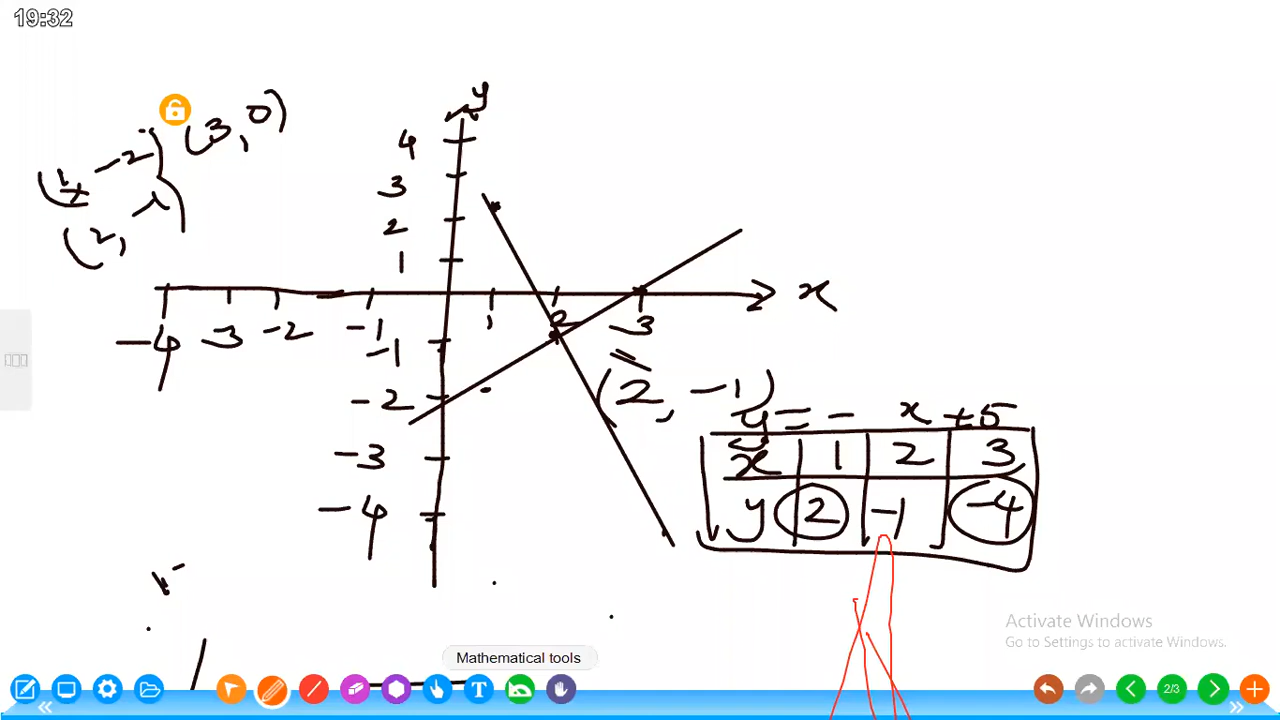 19:32
y
(3, 0)
-2)
(2,
4
3
2
1
x
-4 -3 -2 -1 1 2 3
-1
-2
-3
-4
(2, -1)
y = - x +5
x 1 2 3
y 2 -1 -4
Activate Windows
Go to Settings to activate Windows.
Mathematical tools
T
2/3